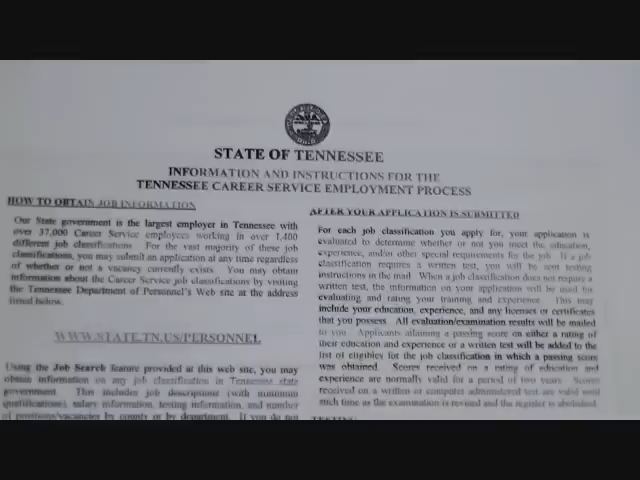 STATE OF TENNESSEE
INFORMATION AND INSTRUCTIONS FOR THE
TENNESSEE CAREER SERVICE EMPLOYMENT PROCESS
HOW TO OBTAIN JOB INFORMATION
Our State government is the largest employer in Tennessee with
over 37,000 Career Service employees working in over 1,400
different job classifications. For the vast majority of these job
classifications, you may submit an application at any time regardless
of whether or not a vacancy currently exists. You may obtain
information about the Career Service job classifications by visiting
the Tennessee Department of Personnel's Web site at the address
listed below.
WWW.STATE.TN.US/PERSONNEL
Using the Job Search feature provided at this web site, you may
obtain information on any job classification in Tennessee state
government. This includes job descriptions (with minimum
qualifications), salary information, testing information, and number
of positions/vacancies by county or by department. If you do not
AFTER YOUR APPLICATION IS SUBMITTED
For each job classification you apply for, your application is
evaluated to determine whether or not you meet the education,
experience, and/or other special requirements for the job. If a job
classification requires a written test, you will be sent testing
instructions in the mail. When a job classification does not require a
written test, the information on your application will be used for
evaluating and rating your training and experience. This may
include your education, experience, and any licenses or certificates
that you possess. All evaluation/examination results will be mailed
to you. Applicants attaining a passing score on either a rating of
their education and experience or a written test will be added to the
list of eligibles for the job classification in which a passing score
was obtained. Scores received on a rating of education and
experience are normally valid for a period of two years. Scores
received on a written or computer administered test are valid until
such time as the examination is revised and the register is abolished.
TESTING